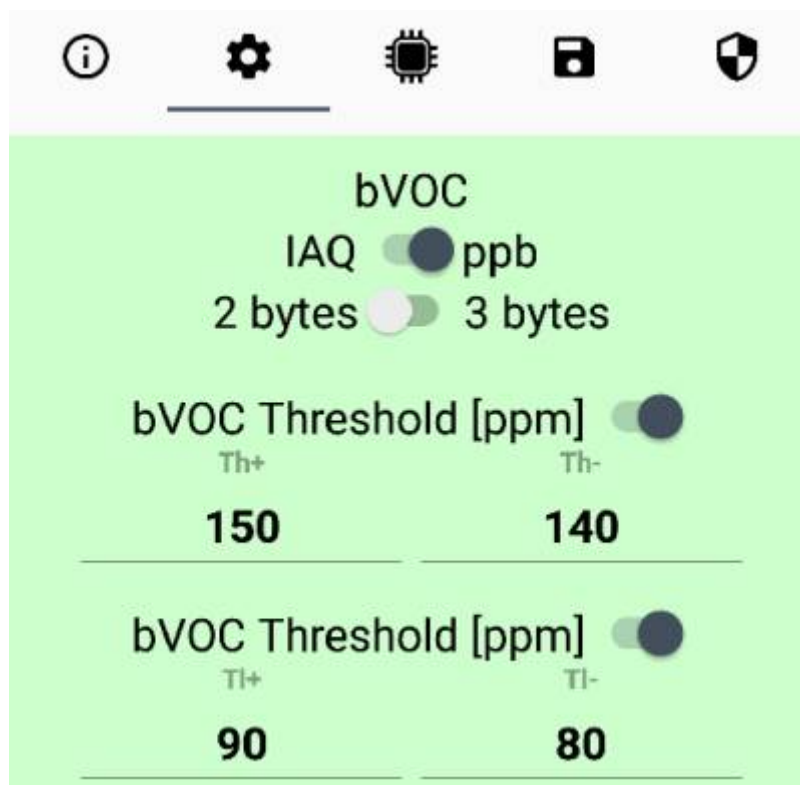 bVOC
IAQ ppb
2 bytes 3 bytes
bVOC Threshold [ppm]
Th+ Th-
150 140
bVOC Threshold [ppm]
Tl+ Tl-
90 80